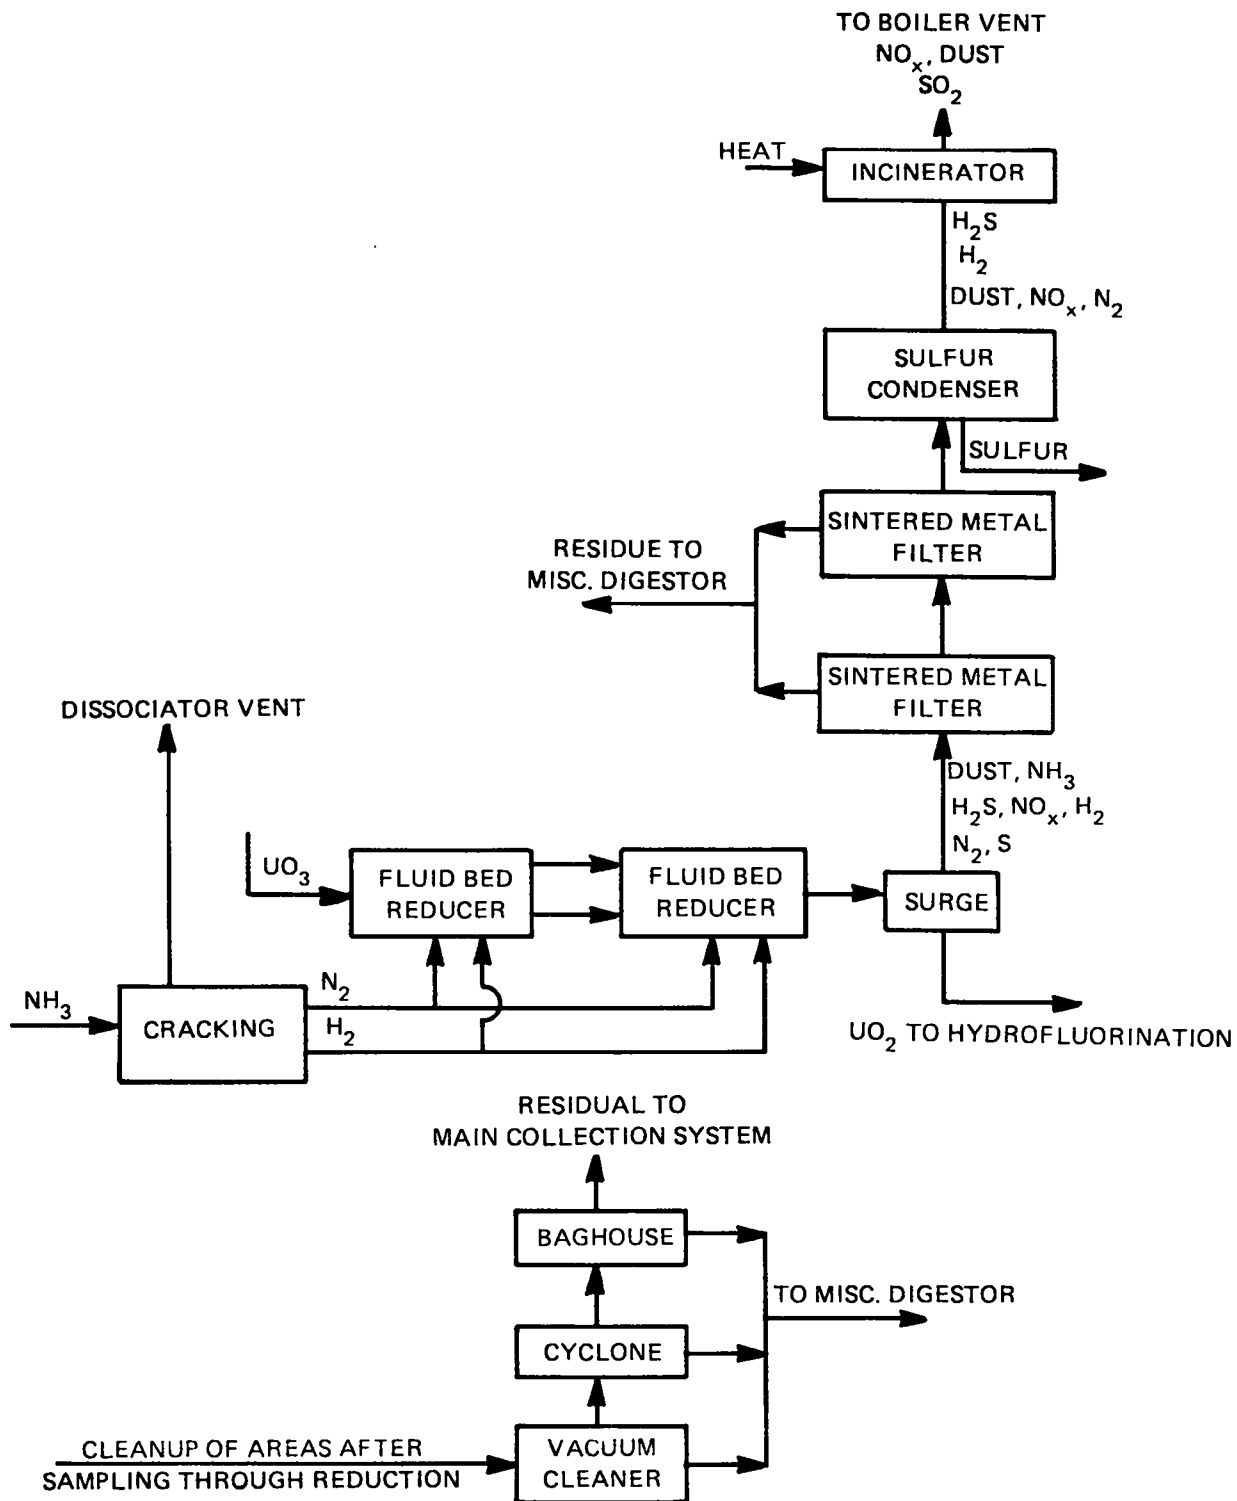 TO BOILER VENT
NOₓ, DUST
SO₂
HEAT
INCINERATOR
H₂S
H₂
DUST, NOₓ, N₂
SULFUR
CONDENSER
SULFUR
SINTERED METAL
FILTER
RESIDUE TO
MISC. DIGESTOR
SINTERED METAL
FILTER
DISSOCIATOR VENT
DUST, NH₃
H₂S, NOₓ, H₂
N₂, S
UO₃
FLUID BED
REDUCER
FLUID BED
REDUCER
SURGE
NH₃
CRACKING
N₂
H₂
UO₂ TO HYDROFLUORINATION
RESIDUAL TO
MAIN COLLECTION SYSTEM
BAGHOUSE
TO MISC. DIGESTOR
CYCLONE
CLEANUP OF AREAS AFTER
SAMPLING THROUGH REDUCTION
VACUUM
CLEANER